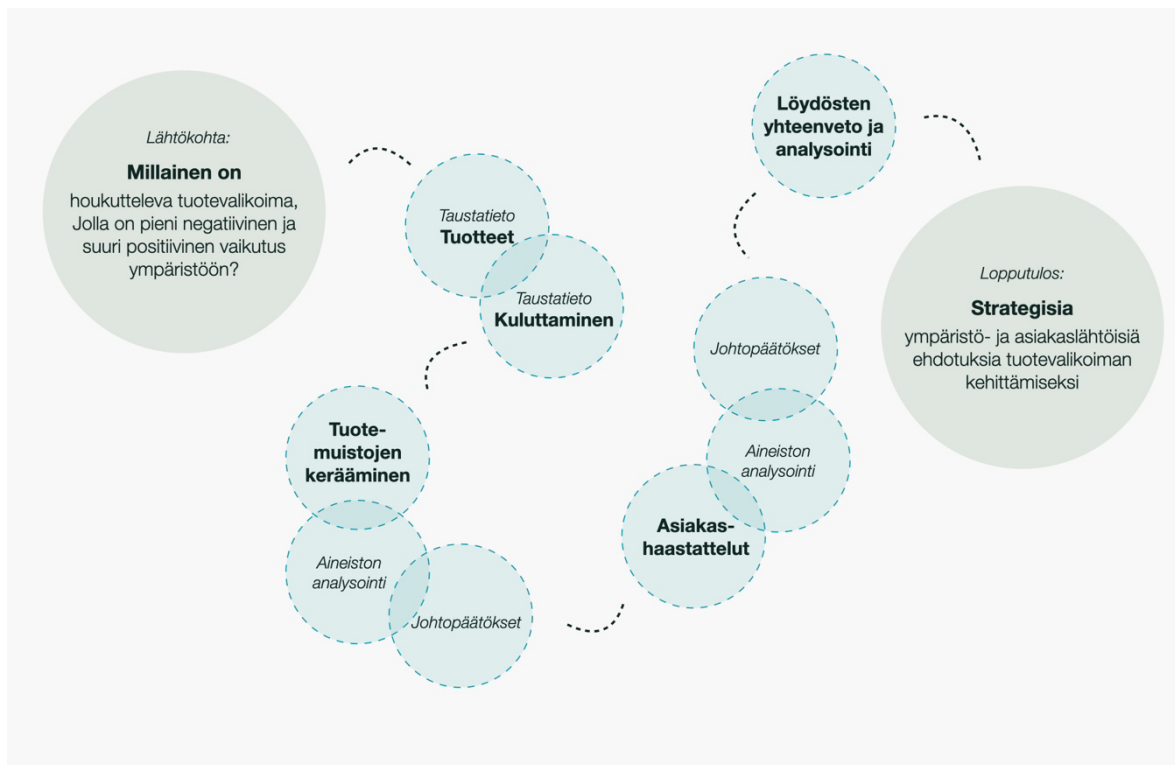 Lähtökohta:
Millainen on
houkutteleva tuotevalikoima,
Jolla on pieni negatiivinen ja
suuri positiivinen vaikutus
ympäristöön?
Taustatieto
Tuotteet
Taustatieto
Kuluttaminen
Tuote-
muistojen
kerääminen
Aineiston
analysointi
Johtopäätökset
Asiakas-
haastattelut
Aineiston
analysointi
Johtopäätökset
Löydösten
yhteenveto ja
analysointi
Lopputulos:
Strategisia
ympäristö- ja asiakaslähtöisiä
ehdotuksia tuotevalikoiman
kehittämiseksi